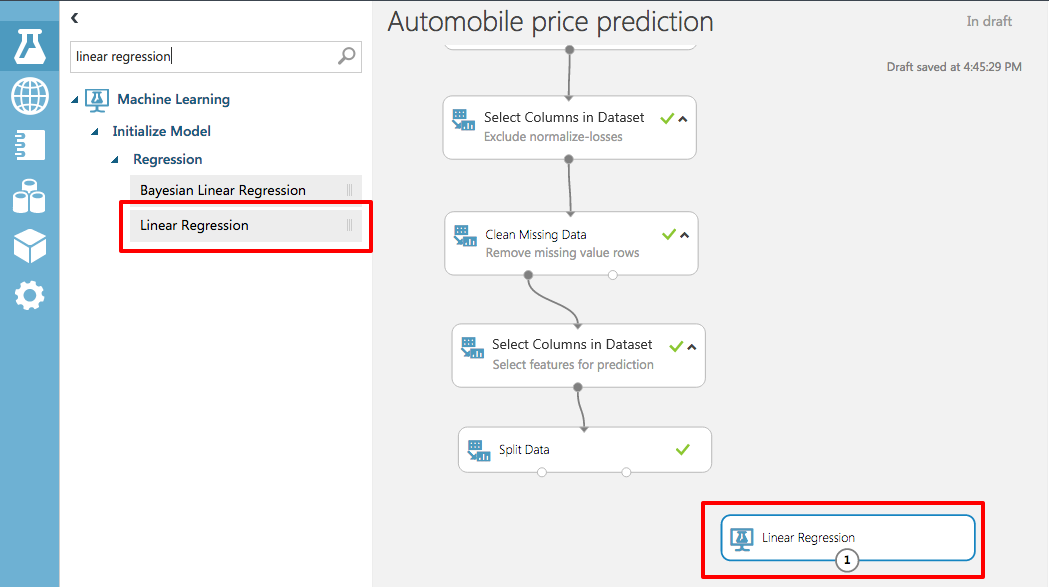 Automobile price prediction
In draft
linear regression
Draft saved at 4:45:29 PM
Machine Learning
Initialize Model
Regression
Bayesian Linear Regression
Linear Regression
Select Columns in Dataset
Exclude normalize-losses
Clean Missing Data
Remove missing value rows
Select Columns in Dataset
Select features for prediction
Split Data
Linear Regression
1